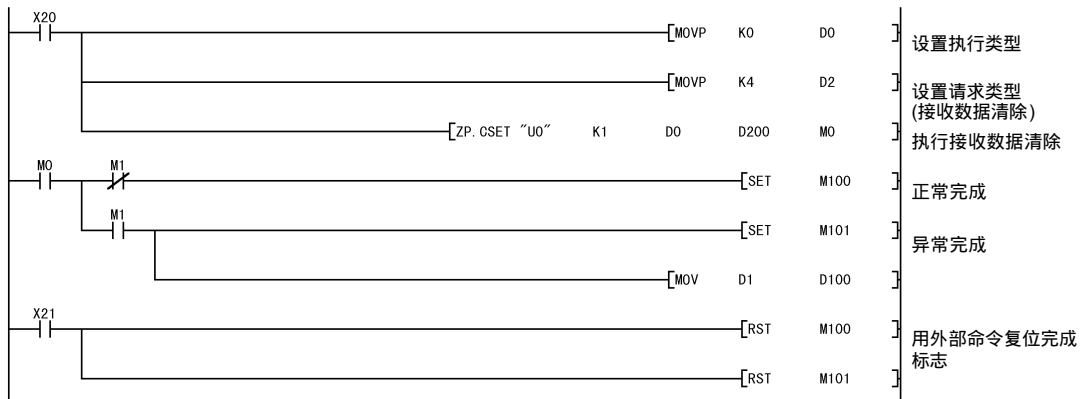 X20
MOVP K0 D0
设置执行类型
MOVP K4 D2
设置请求类型
(接收数据清除)
ZP.CSET "U0" K1 D0 D200 M0
执行接收数据清除
M0 M1
SET M100
正常完成
M1
SET M101
异常完成
MOV D1 D100
X21
RST M100
用外部命令复位完成
标志
RST M101